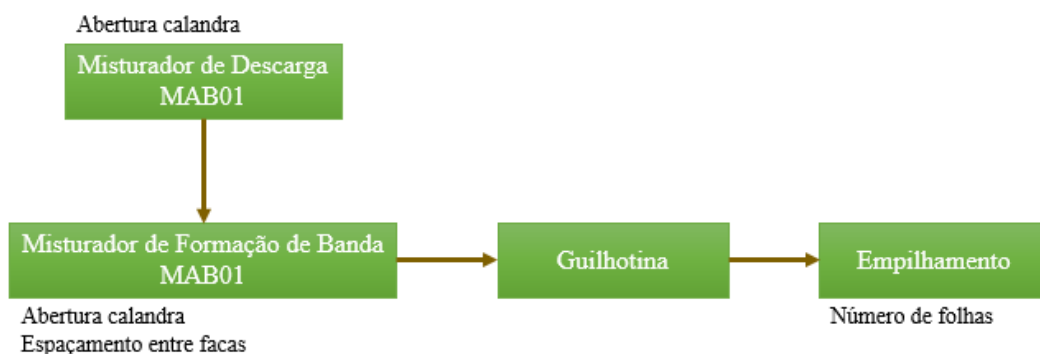 Abertura calandra
Misturador de Descarga
MAB01
Misturador de Formação de Banda
MAB01
Abertura calandra
Espaçamento entre facas
Guilhotina
Empilhamento
Número de folhas